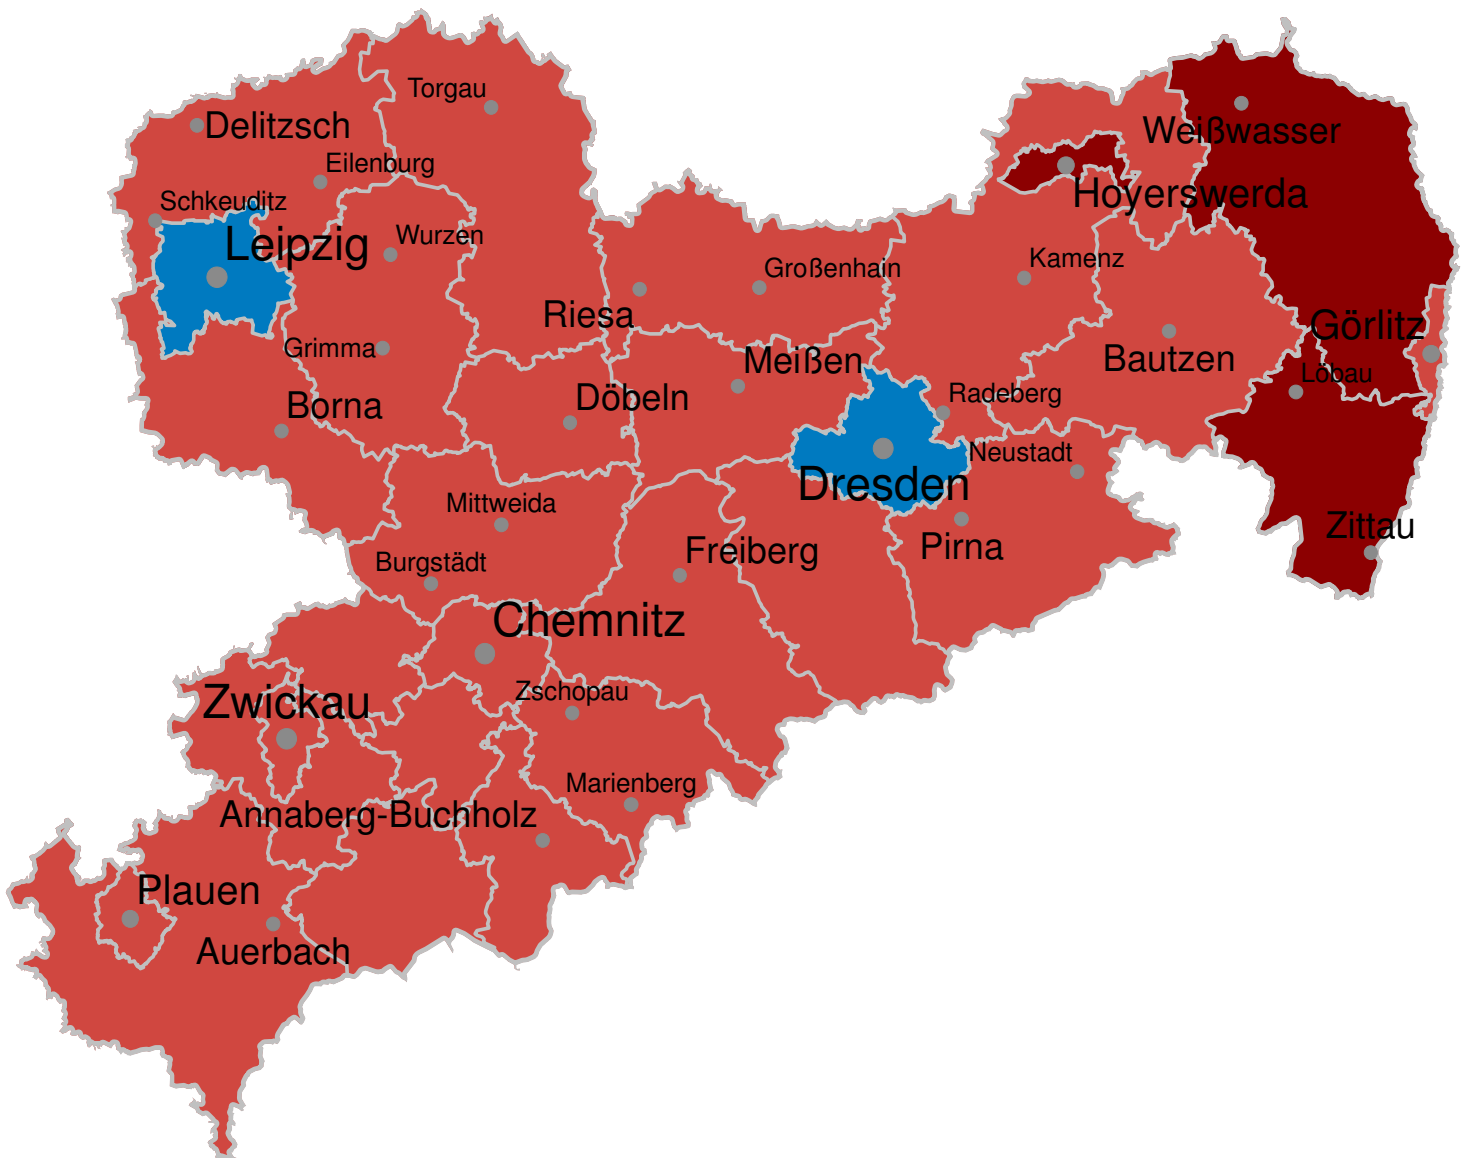 Torgau
Delitzsch
Weißwasser
Eilenburg
Schkeuditz
Hoyerswerda
Leipzig
Wurzen
Kamenz
Großenhain
Riesa
Görlitz
Grimma
Meißen
Bautzen
Löbau
Borna
Döbeln
Radeberg
Neustadt
Dresden
Mittweida
Zittau
Freiberg
Pirna
Burgstädt
Chemnitz
Zschopau
Zwickau
Marienberg
Annaberg-Buchholz
Plauen
Auerbach